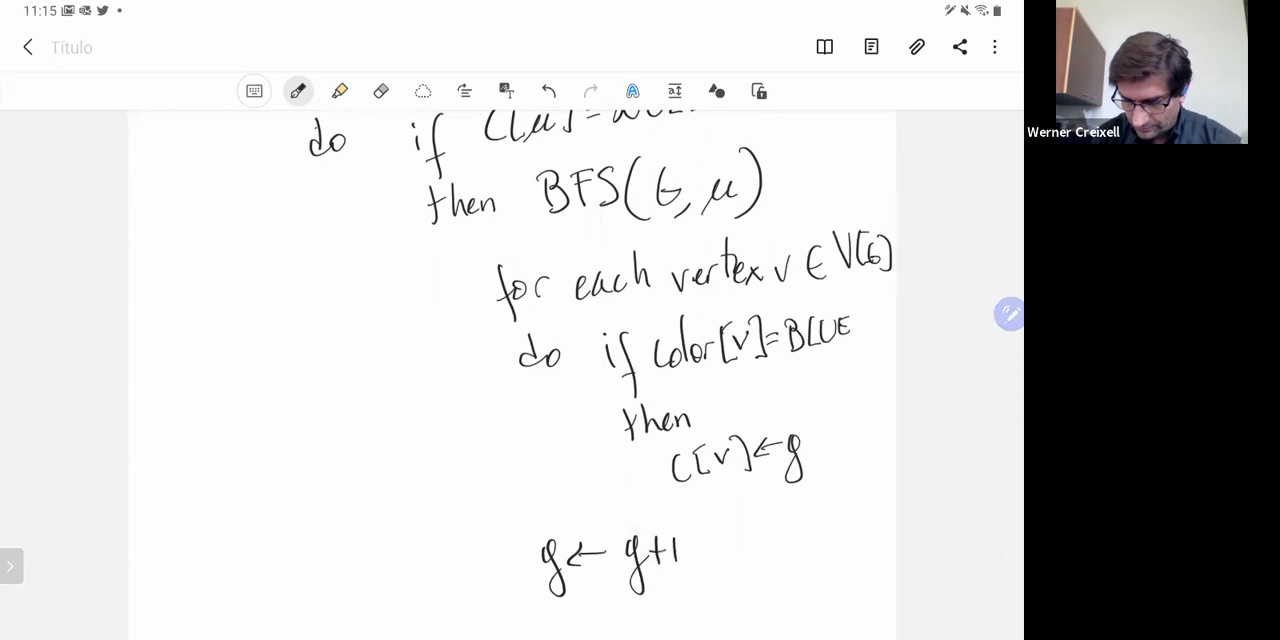 11:15
Título
Werner Creixell
do if
then BFS(G, μ)
for each vertex v ∈ V[G]
do if color[v]=BLUE
then
C[v]←g
g← g+1